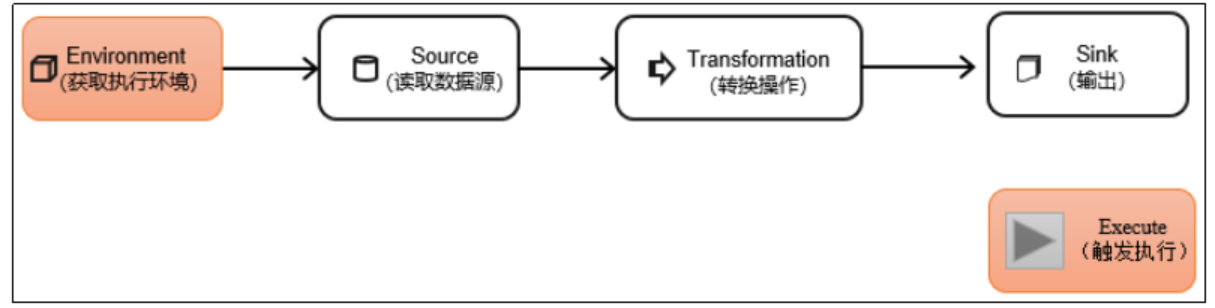 Environment
(获取执行环境)
Source
(读取数据源)
Transformation
(转换操作)
Sink
(输出)
Execute
（触发执行）